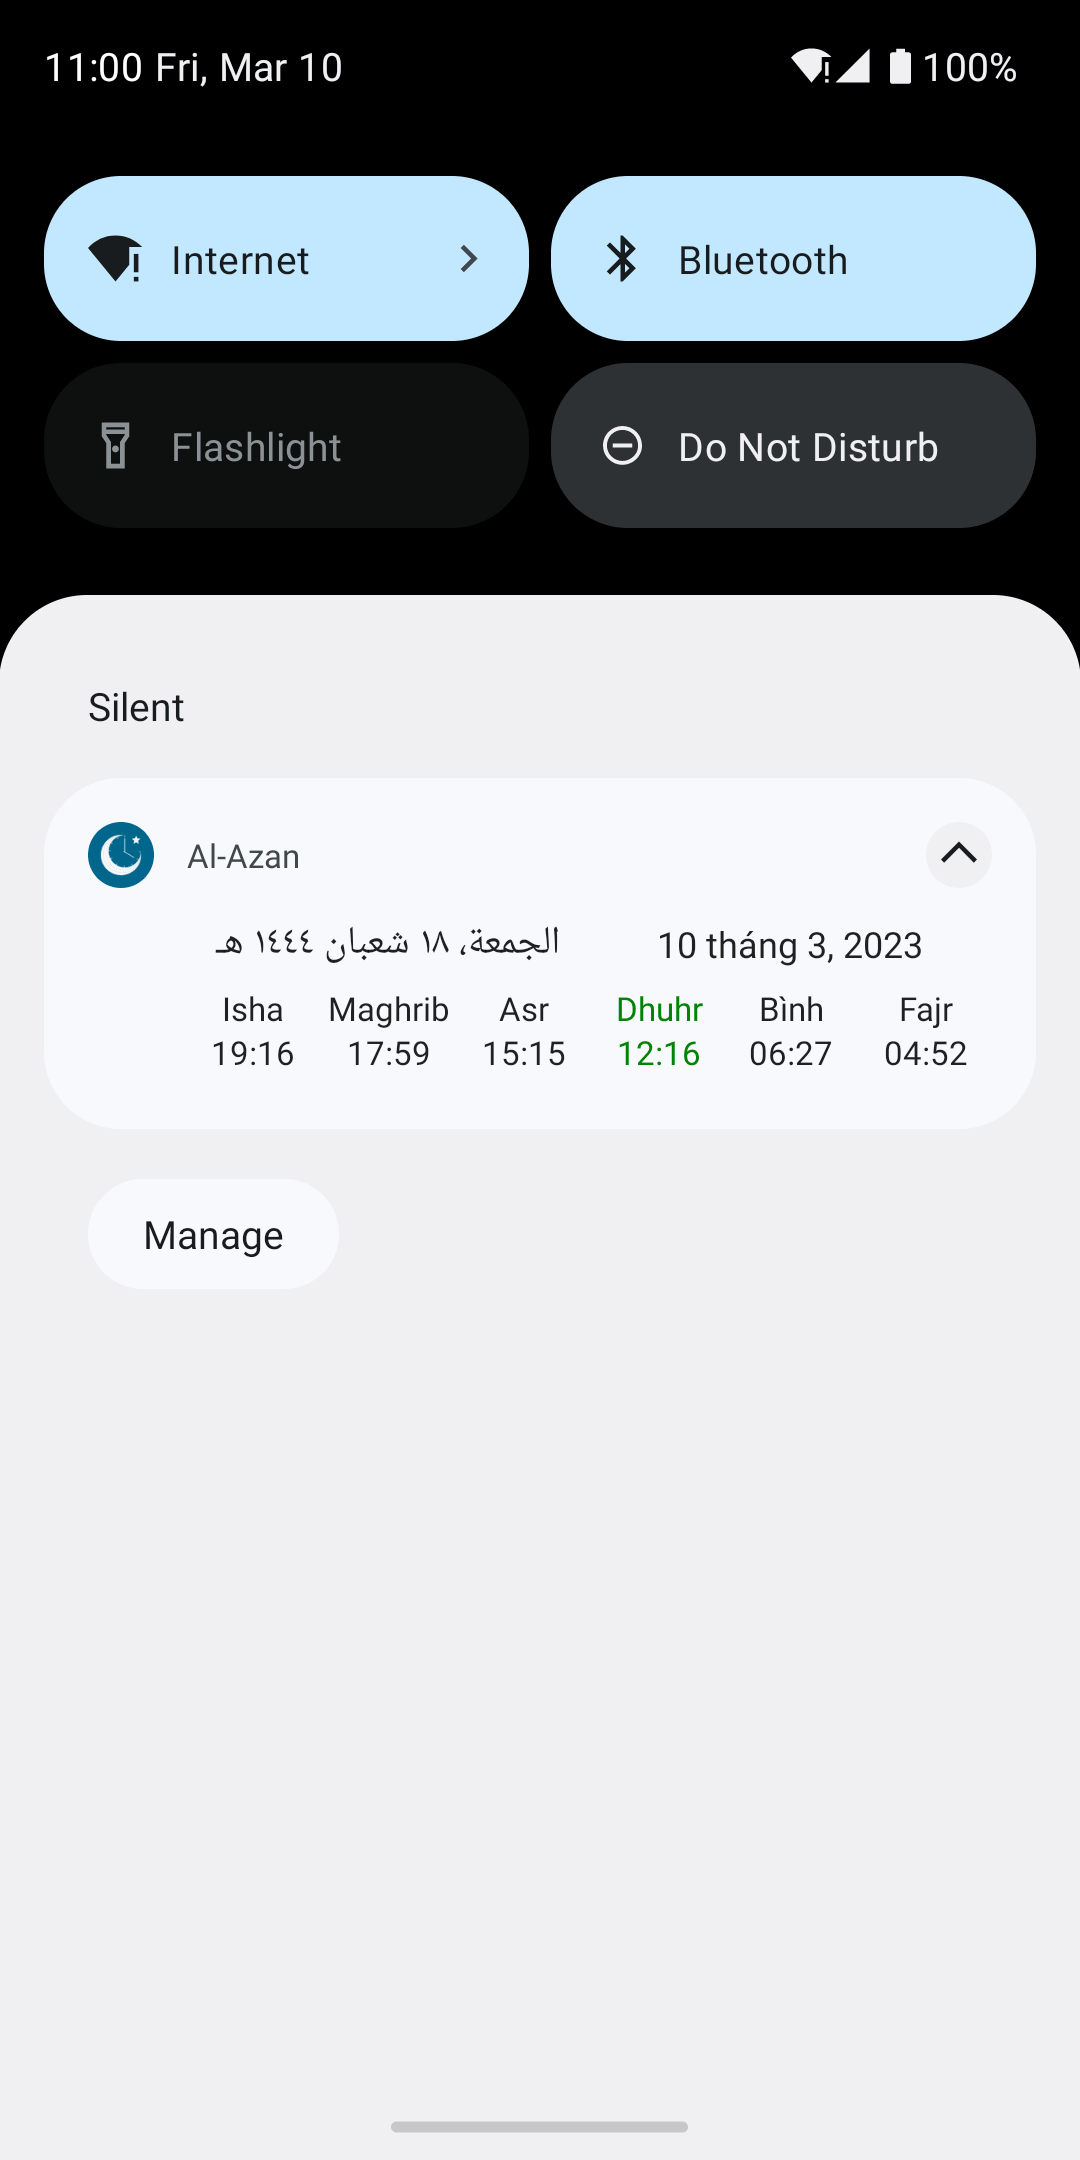 11:00 Fri, Mar 10 100%
Internet
Bluetooth
Flashlight
Do Not Disturb
Silent
Al-Azan
الجمعة، ١٨ شعبان ١٤٤٤ هـ
10 tháng 3, 2023
Isha Maghrib Asr Dhuhr Bình Fajr
19:16 17:59 15:15 12:16 06:27 04:52
Manage